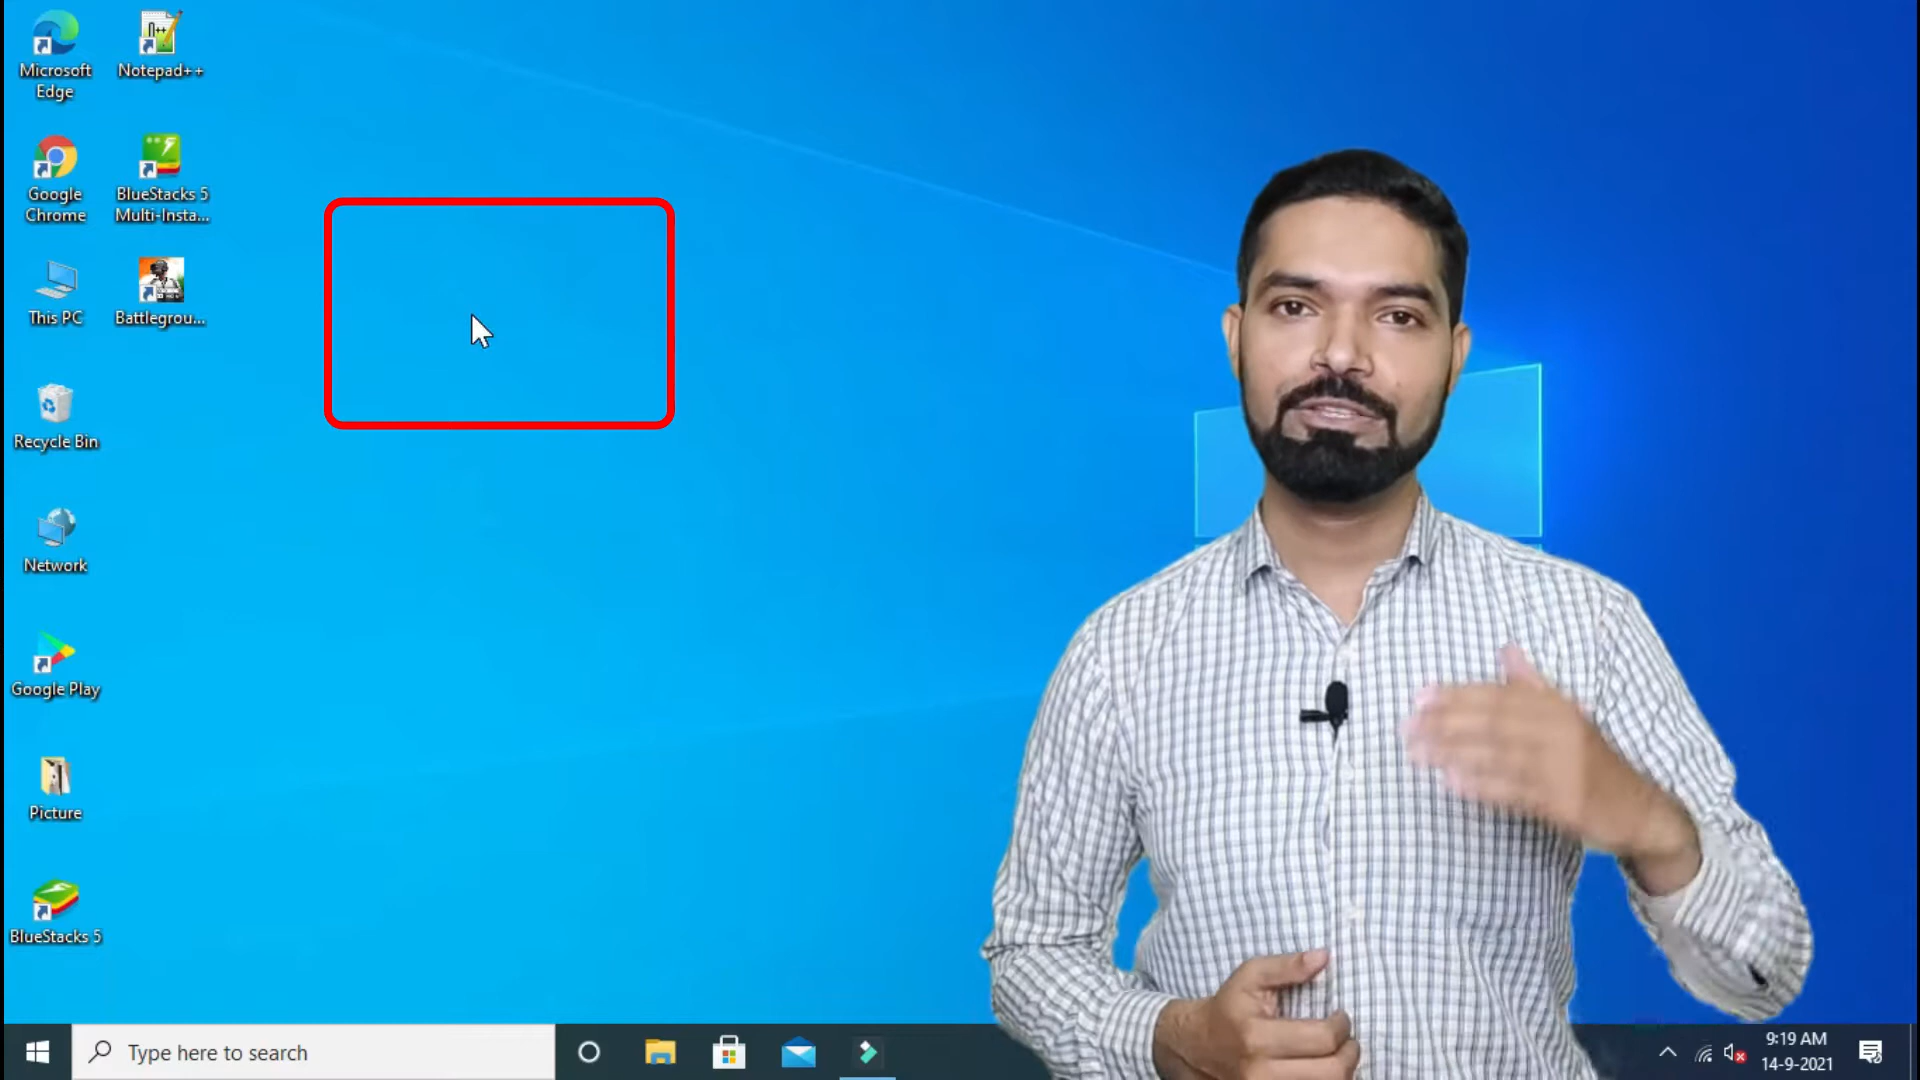 Microsoft
Edge
Notepad++
Google
Chrome
BlueStacks 5
Multi-Insta...
This PC
Battlegrou...
Recycle Bin
Network
Google Play
Picture
BlueStacks 5
Type here to search
9:19 AM
14-9-2021